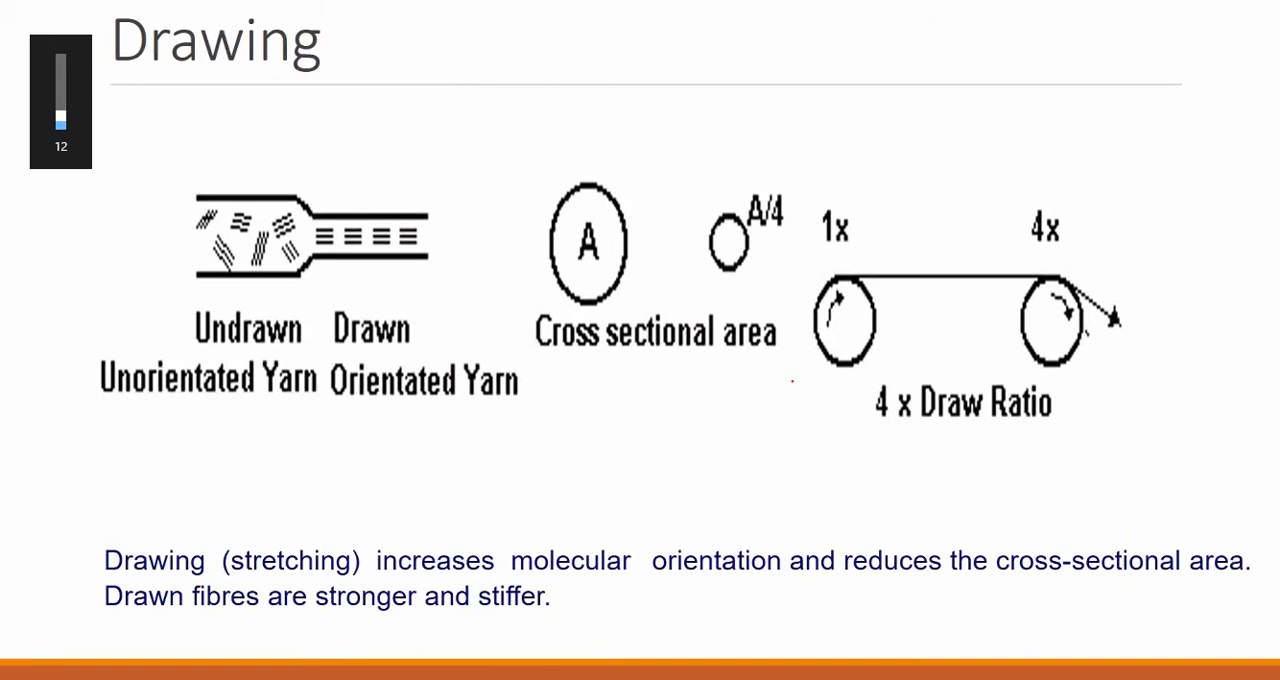 Drawing
12
A
A/4
1x
4x
Undrawn Drawn
Unorientated Yarn Orientated Yarn
Cross sectional area
4 x Draw Ratio
Drawing (stretching) increases molecular orientation and reduces the cross-sectional area.
Drawn fibres are stronger and stiffer.